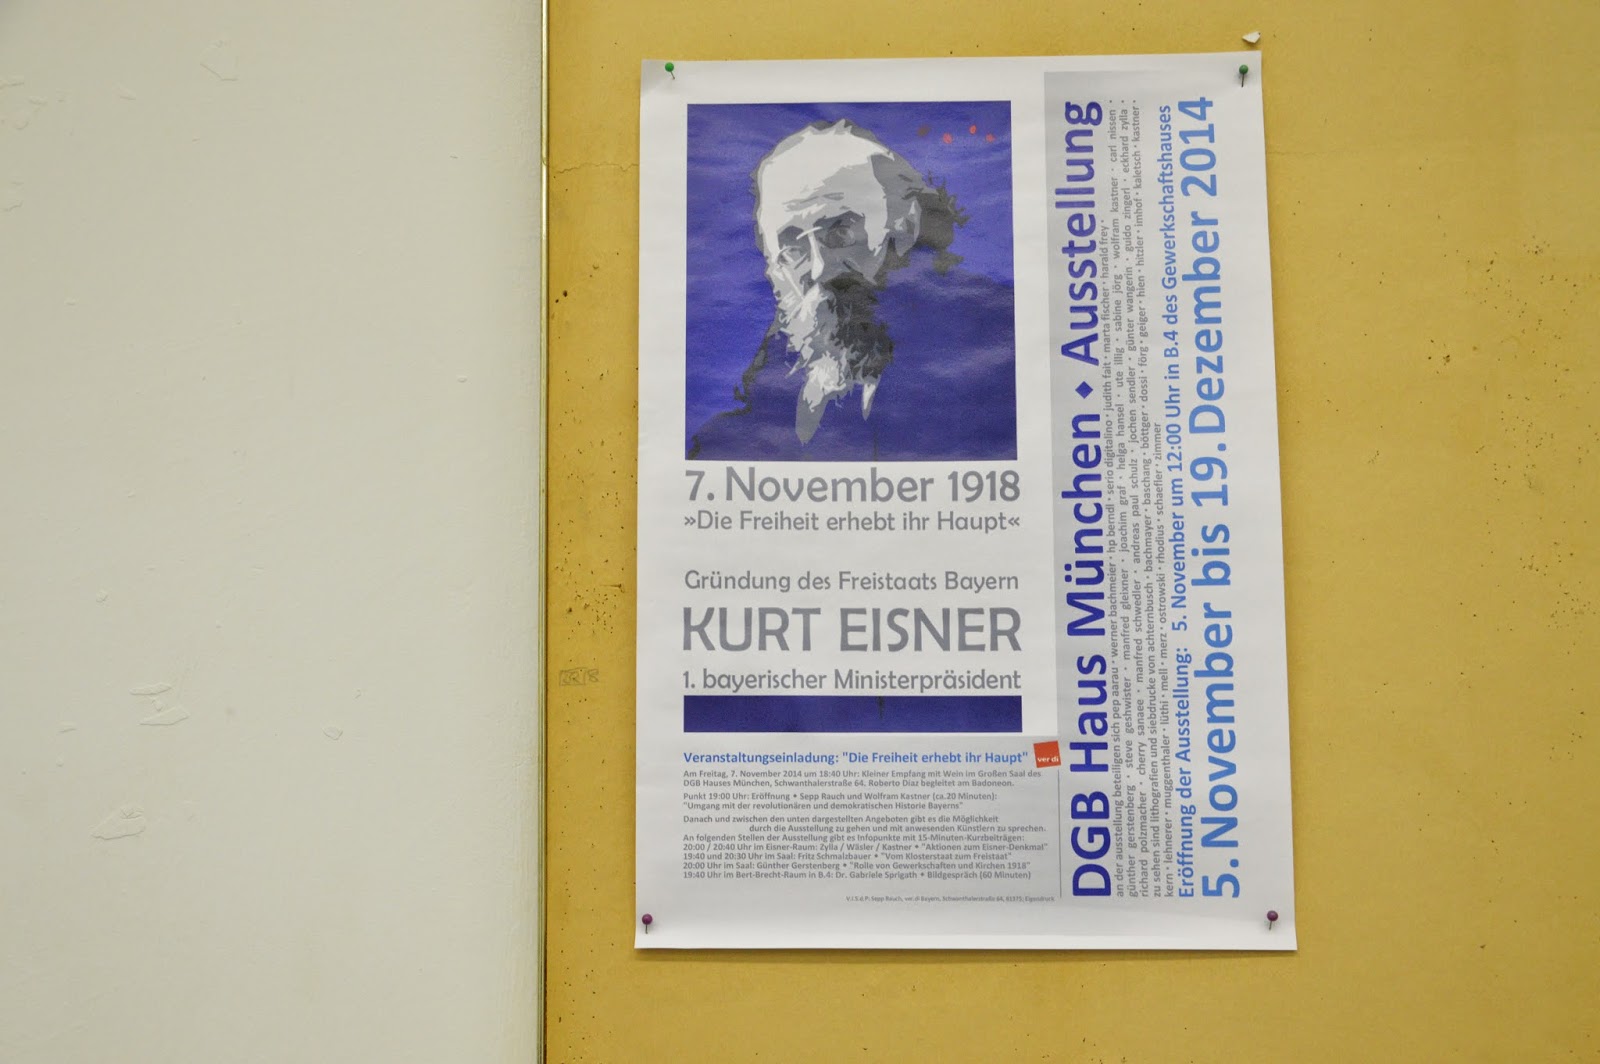 7. November 1918
»Die Freiheit erhebt ihr Haupt«
Gründung des Freistaats Bayern
KURT EISNER
1. bayerischer Ministerpräsident
Veranstaltungseinladung: "Die Freiheit erhebt ihr Haupt"
ver di
Am Freitag, 7. November 2014 um 18:40 Uhr: Kleiner Empfang mit Wein im Großen Saal des
DGB Hauses München, Schwanthalerstraße 64. Roberto Diaz begleitet am Badoneon.
Punkt 19:00 Uhr: Eröffnung • Sepp Rauch und Wolfram Kastner (ca.20 Minuten):
"Umgang mit der revolutionären und demokratischen Historie Bayerns"
Danach und zwischen den unten dargestellten Angeboten gibt es die Möglichkeit
durch die Ausstellung zu gehen und mit anwesenden Künstlern zu sprechen.
An folgenden Stellen der Ausstellung gibt es Infopunkte mit 15-Minuten-Kurzbeiträgen:
20:00 / 20:40 Uhr im Eisner-Raum: Zylla / Wäsler / Kastner • "Aktionen zum Eisner-Denkmal"
19:40 und 20:30 Uhr im Saal: Fritz Schmalzbauer • "Vom Klosterstaat zum Freistaat"
20:00 Uhr im Saal: Günther Gerstenberg • "Rolle von Gewerkschaften und Kirchen 1918"
19:40 Uhr im Bert-Brecht-Raum in B.4: Dr. Gabriele Sprigath • Bildgespräch (60 Minuten)
V.i.S.d.P: Sepp Rauch, ver.di Bayern, Schwanthalerstraße 64, Eigendruck
DGB Haus München ◆ Ausstellung
an der ausstellung beteiligen sich pep aarau • werner bachmeier • hp berndl • serio digitalino • judith fait • marta fischer • harald frey •
günther gerstenberg • steve geshwister • manfred gleixner • joachim graf • helga hansel • ute illig • sabine jörg • wolfram kastner • carl nissen •
richard polzmacher • cherry sanaee • manfred schwedler • andreas paul schulz • jochen sendler • günter wangerin • guido zingerl • eckhard zylla •
zu sehen sind lithografien und siebdrucke von achternbusch • bachmayer • baschang • böttger • dossi • förg • geiger • hien • hitzler • imhof • kaletsch • kastner •
kern • lehnerer • muggenthaler • lüthi • mell • merz • ostrowski • rhodius • schaefler • zimmer
Eröffnung der Ausstellung: 5. November um 12:00 Uhr in B.4 des Gewerkschaftshauses
5. November bis 19. Dezember 2014